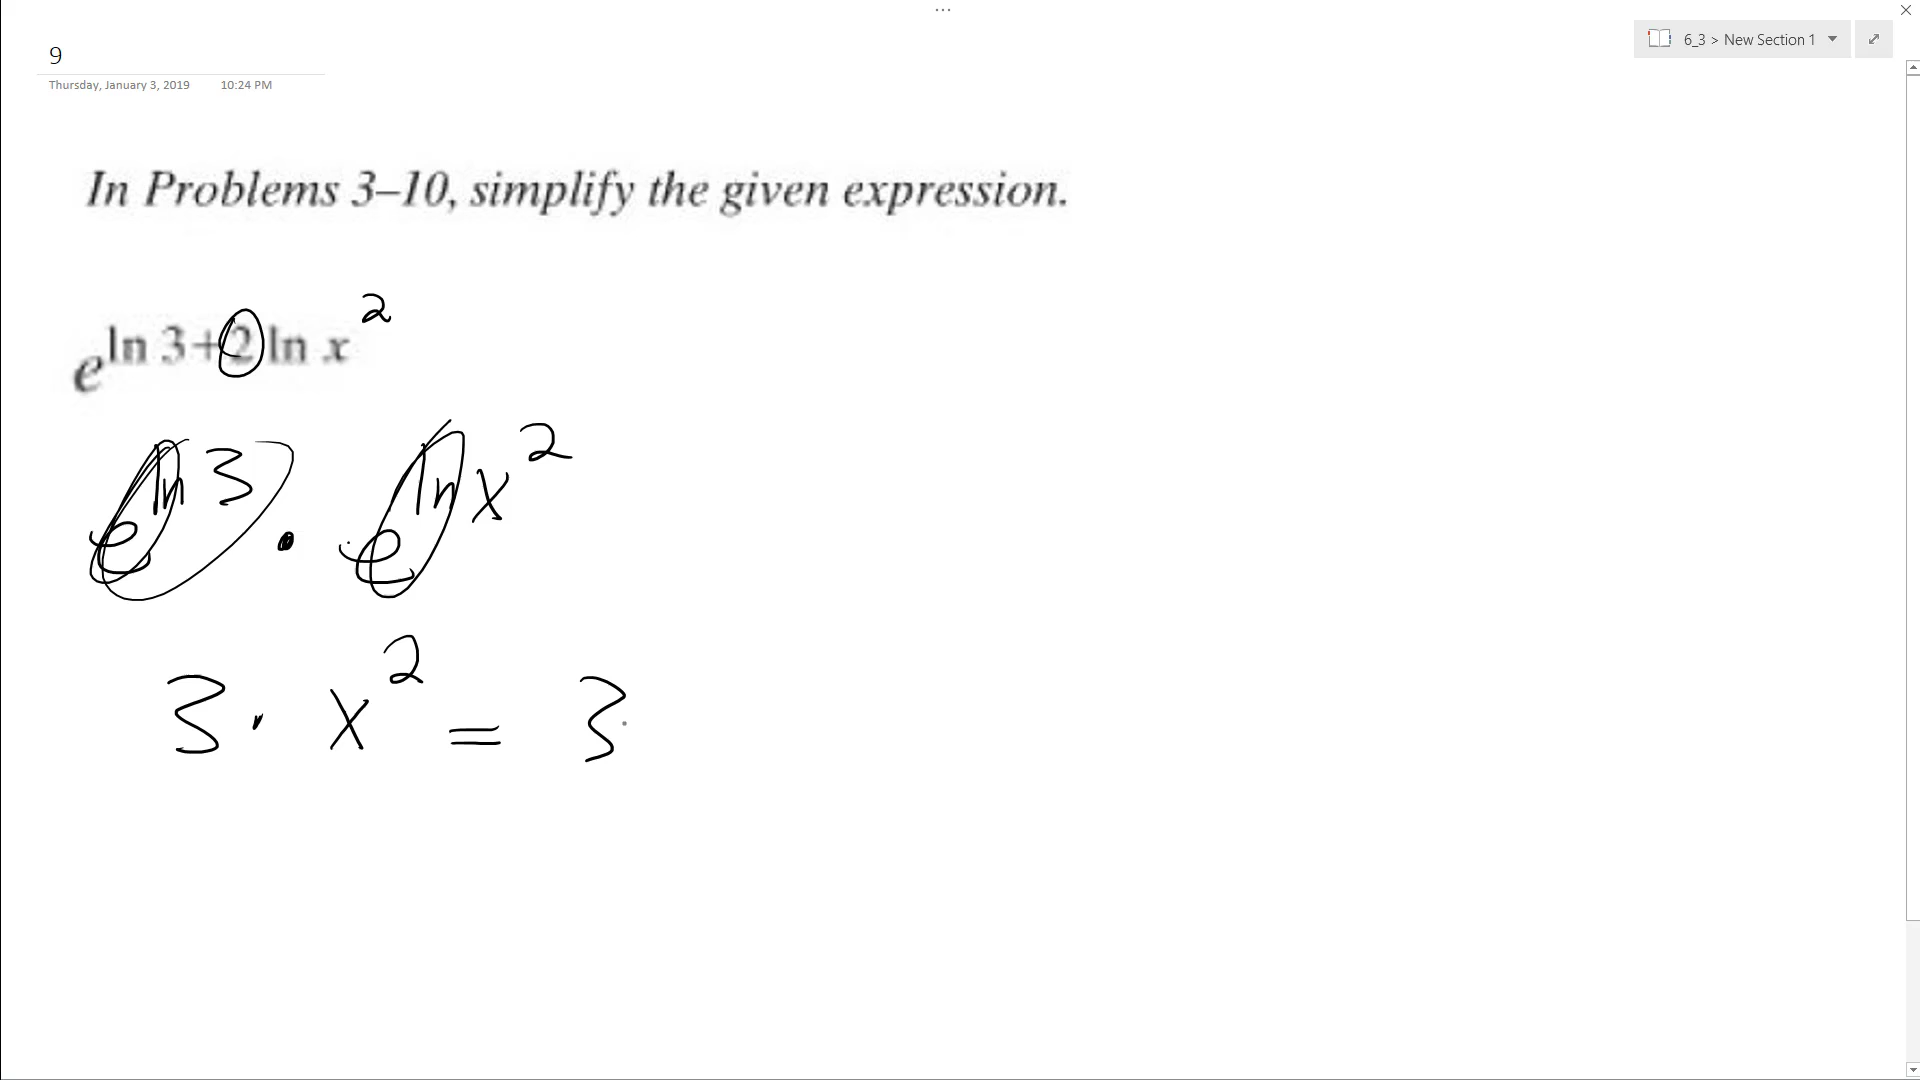 9
Thursday, January 3, 2019 10:24 PM
6_3 > New Section 1
In Problems 3–10, simplify the given expression.
e^{ln 3+2 ln x} 2
e^{ln 3} · e^{ln x^2}
3 · x^2 = 3